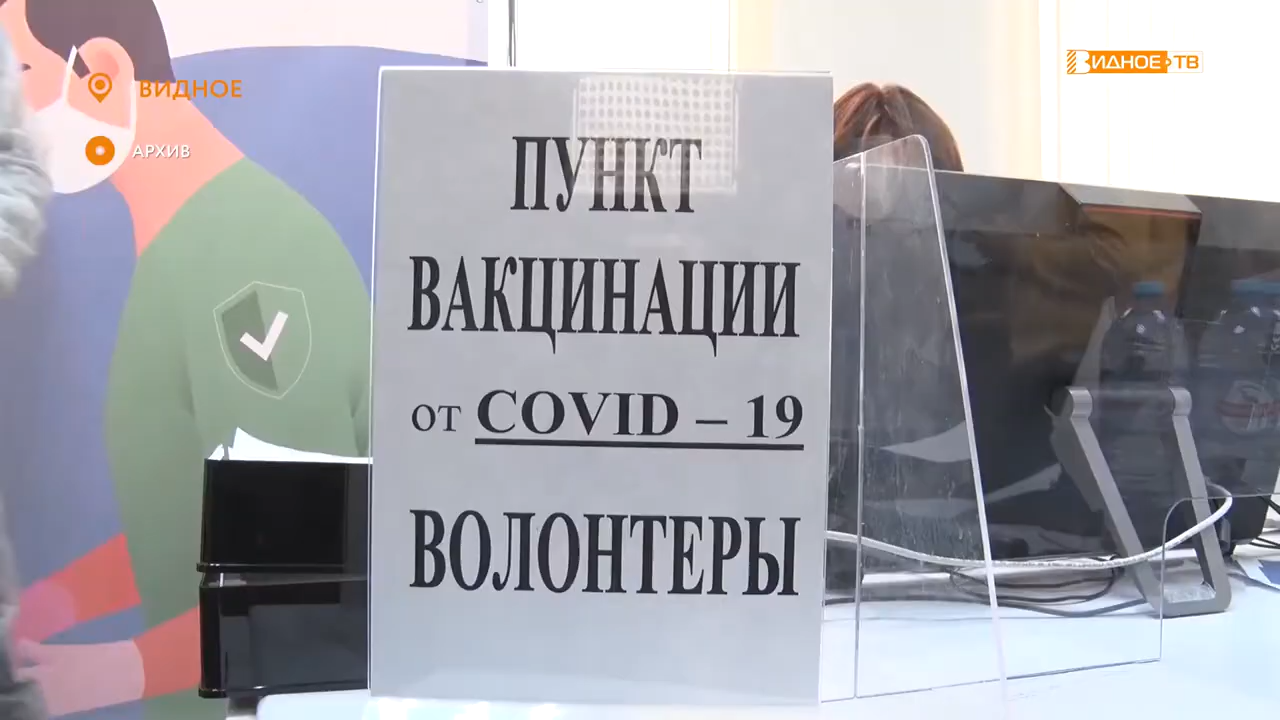 ВИДНОЕ
АРХИВ
ВИДНОЕ ТВ
ПУНКТ
ВАКЦИНАЦИИ
от COVID – 19
ВОЛОНТЕРЫ